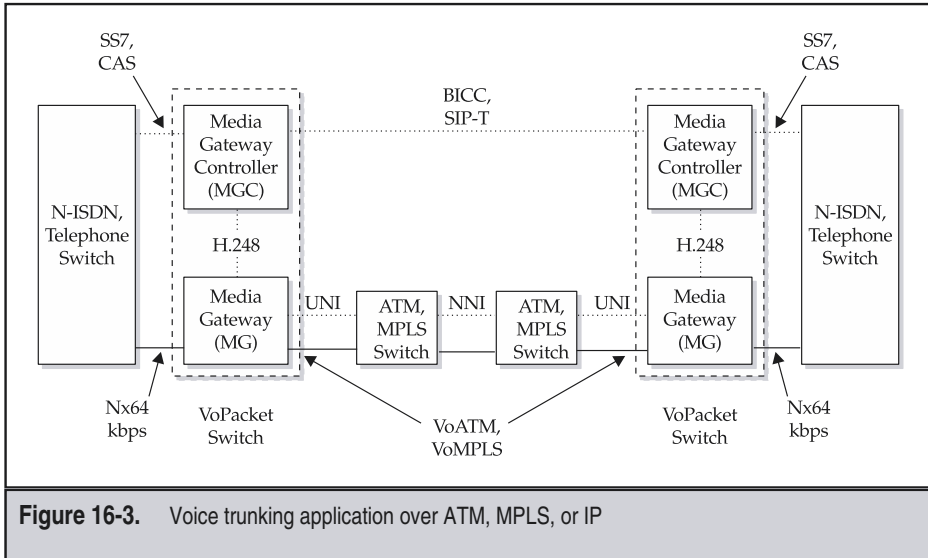 SS7,
CAS
SS7,
CAS
BICC,
SIP-T
Media
Gateway
Controller
(MGC)
Media
Gateway
Controller
(MGC)
N-ISDN,
Telephone
Switch
N-ISDN,
Telephone
Switch
H.248
H.248
Media
Gateway
(MG)
UNI
ATM,
MPLS
Switch
NNI
ATM,
MPLS
Switch
UNI
Media
Gateway
(MG)
Nx64
kbps
VoPacket
Switch
VoATM,
VoMPLS
VoPacket
Switch
Nx64
kbps
Figure 16-3. Voice trunking application over ATM, MPLS, or IP